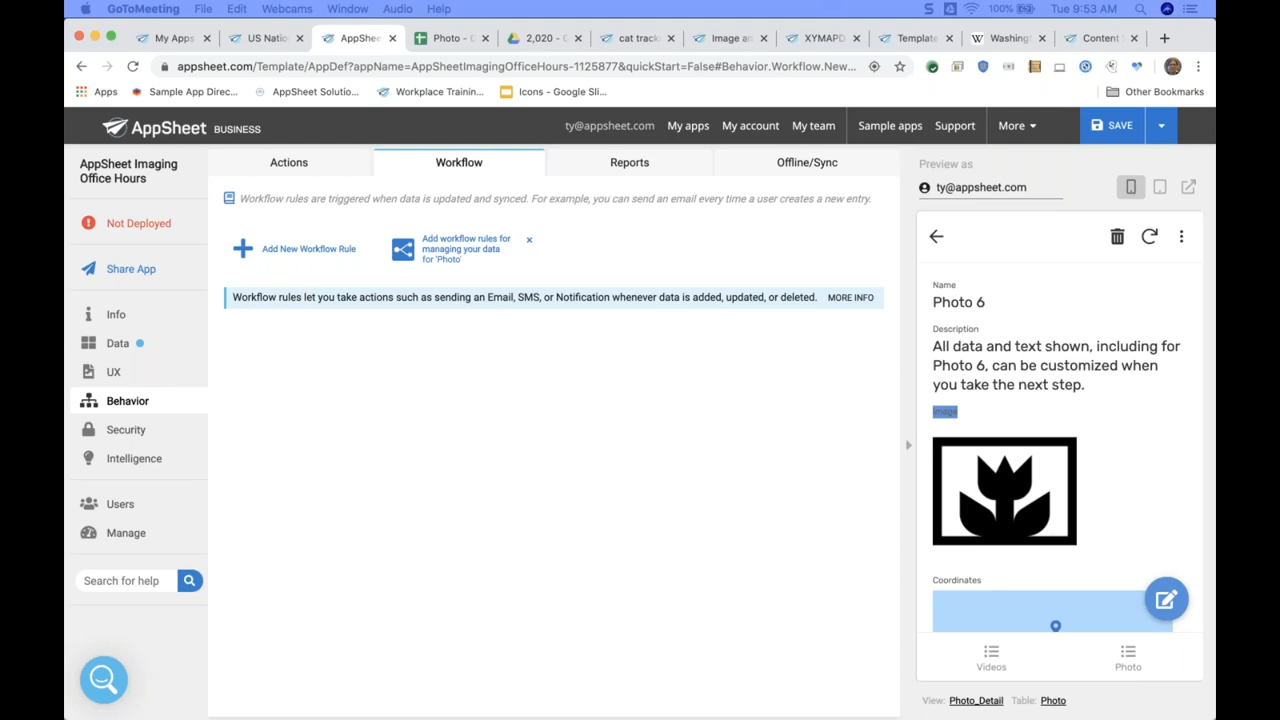 GoToMeeting File Edit Webcams Window Audio Help 100% Tue 9:53 AM
My Apps US Natio AppShee Photo - D 2,020 - G cat track Image an XYMAPD Template Washingt Content
appsheet.com/Template/AppDef?appName=AppSheetImagingOfficeHours-1125877&quickStart=False#Behavior.Workflow.New...
Apps Sample App Direc... AppSheet Solutio... Workplace Training... Icons - Google Sli... Other Bookmarks
AppSheet BUSINESS ty@appsheet.com My apps My account My team Sample apps Support More SAVE
AppSheet Imaging
Office Hours
Not Deployed
Share App
Info
Data
UX
Behavior
Security
Intelligence
Users
Manage
Search for help
Actions Workflow Reports Offline/Sync
Workflow rules are triggered when data is updated and synced. For example, you can send an email every time a user creates a new entry.
Add New Workflow Rule
Add workflow rules for
managing your data
for 'Photo'
Workflow rules let you take actions such as sending an Email, SMS, or Notification whenever data is added, updated, or deleted. MORE INFO
Preview as
ty@appsheet.com
Name
Photo 6
Description
All data and text shown, including for
Photo 6, can be customized when
you take the next step.
Image
Coordinates
Videos Photo
View: Photo_Detail Table: Photo